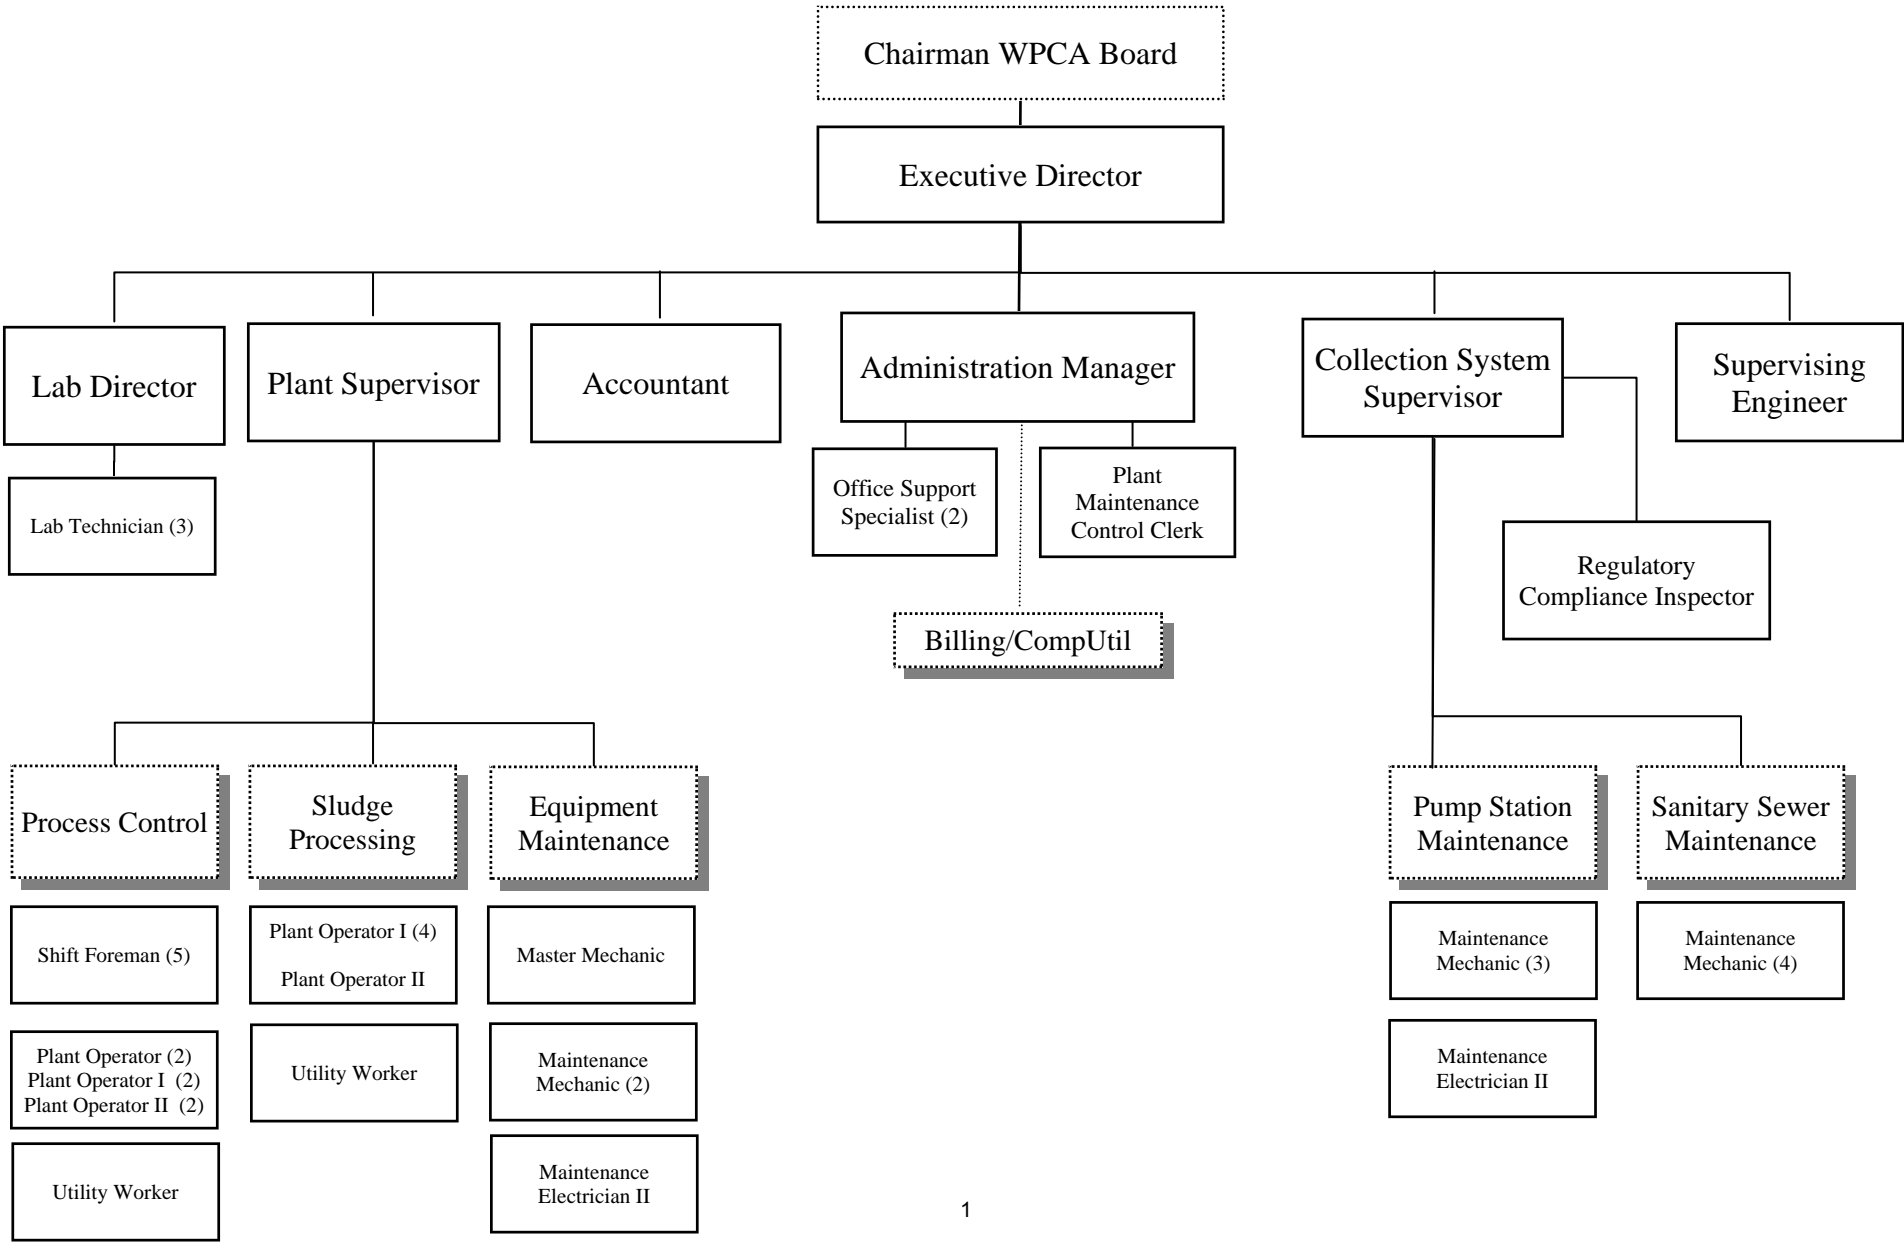 Chairman WPCA Board
Executive Director
Lab Director
Plant Supervisor
Accountant
Administration Manager
Collection System
Supervisor
Supervising
Engineer
Lab Technician (3)
Office Support
Specialist (2)
Plant
Maintenance
Control Clerk
Regulatory
Compliance Inspector
Billing/CompUtil
Process Control
Sludge
Processing
Equipment
Maintenance
Pump Station
Maintenance
Sanitary Sewer
Maintenance
Shift Foreman (5)
Plant Operator (2)
Plant Operator I (2)
Plant Operator II (2)
Utility Worker
Plant Operator I (4)
Plant Operator II
Utility Worker
Master Mechanic
Maintenance
Mechanic (2)
Maintenance
Electrician II
Maintenance
Mechanic (3)
Maintenance
Electrician II
Maintenance
Mechanic (4)
1